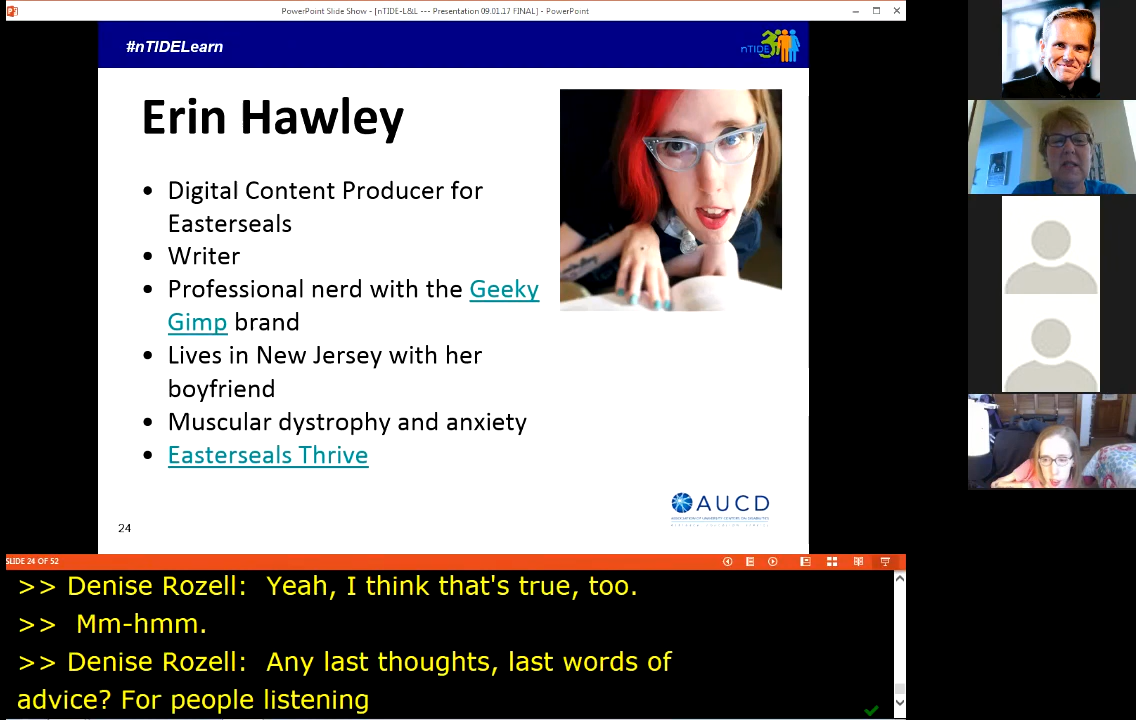 PowerPoint Slide Show - [nTIDE-L&L --- Presentation 09.01.17 FINAL] - PowerPoint
#nTIDELearn
nTIDE
Erin Hawley
• Digital Content Producer for
Easterseals
• Writer
• Professional nerd with the Geeky
Gimp brand
• Lives in New Jersey with her
boyfriend
• Muscular dystrophy and anxiety
• Easterseals Thrive
AUCD
24
SLIDE 24 OF 52
>> Denise Rozell:  Yeah, I think that's true, too.
>>  Mm-hmm.
>> Denise Rozell:  Any last thoughts, last words of
advice? For people listening